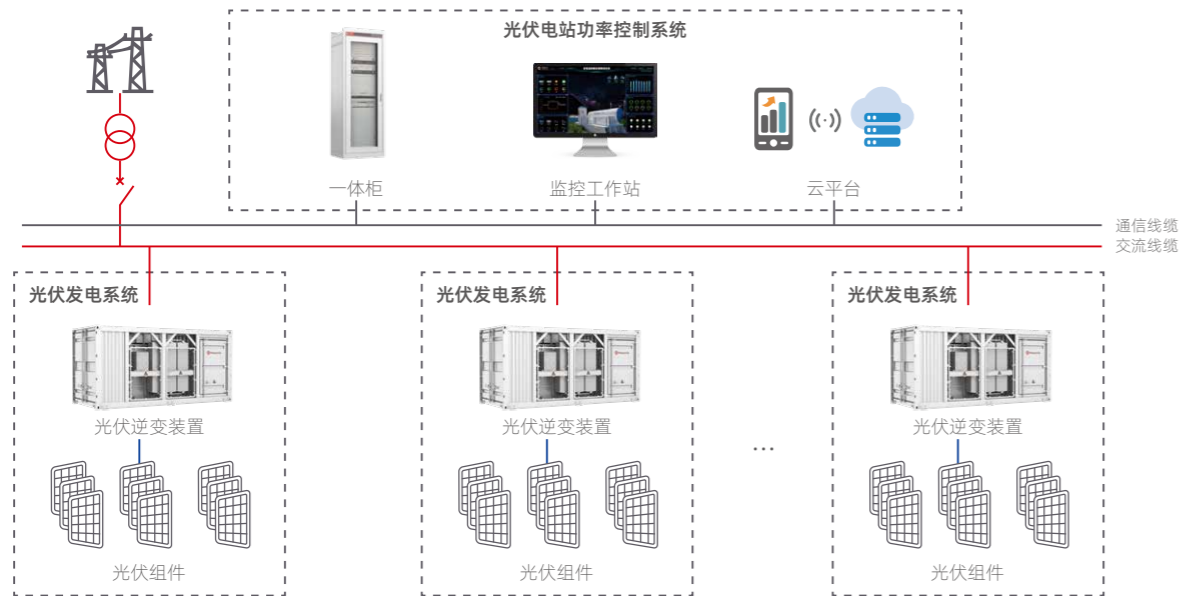 光伏电站功率控制系统
一体柜
监控工作站
云平台
通信线缆
交流线缆
光伏发电系统
光伏发电系统
光伏发电系统
光伏逆变装置
光伏逆变装置
...
光伏逆变装置
光伏组件
光伏组件
光伏组件